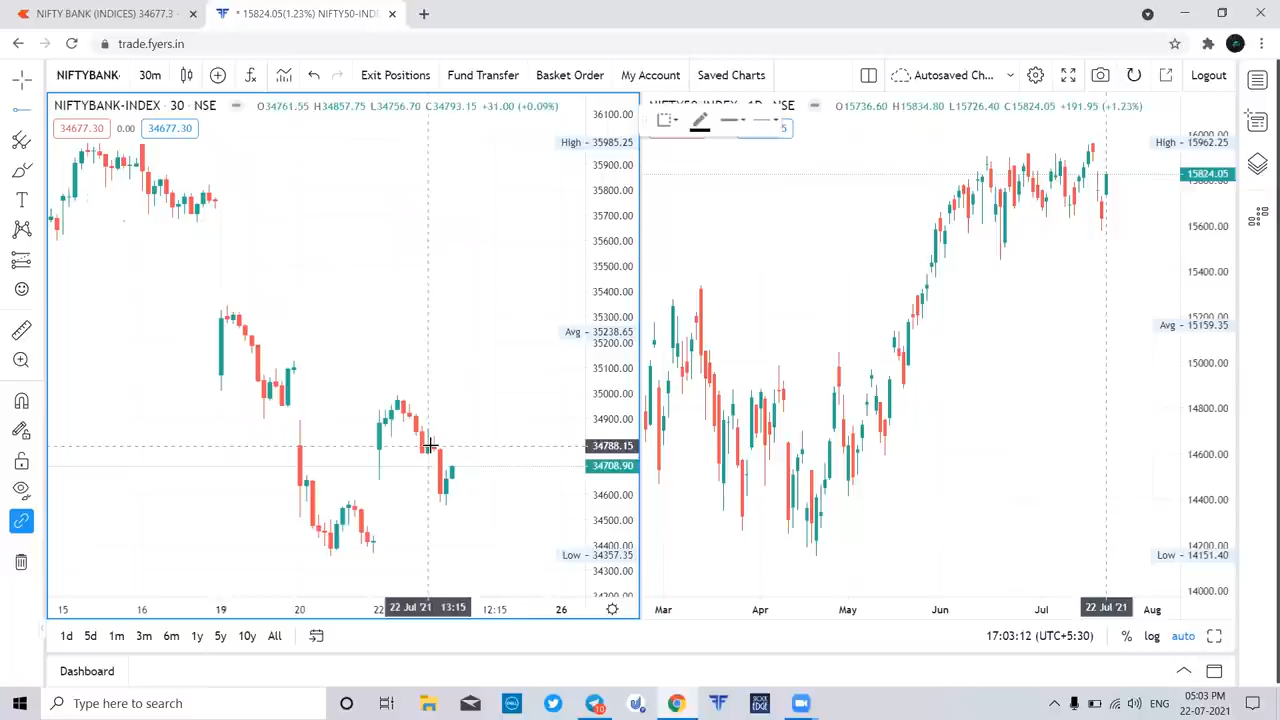 NIFTY BANK (INDICES) 34677.3
* 15824.05(1.23%) NIFTY50-INDE
trade.fyers.in
NIFTYBANK-
30m
Exit Positions
Fund Transfer
Basket Order
My Account
Saved Charts
Autosaved Ch...
Logout
NIFTYBANK-INDEX · 30 · NSE
O34761.55 H34857.75 L34756.70 C34793.15 +31.00 (+0.09%)
34677.30
0.00
34677.30
36100.00
High - 35985.25
35900.00
35800.00
35700.00
35600.00
35500.00
35400.00
35300.00
Avg - 35238.65
35200.00
35100.00
35000.00
34900.00
34788.15
34708.90
34600.00
34500.00
34400.00
Low - 34357.35
34300.00
15
16
19
20
22
22 Jul '21 13:15
12:15
26
O15736.60 H15834.80 L15726.40 C15824.05 +191.95 (+1.23%)
16000.00
High - 15962.25
15824.05
15600.00
15400.00
15200.00
Avg - 15159.35
15000.00
14800.00
14600.00
14400.00
14200.00
Low - 14151.40
14000.00
Mar
Apr
May
Jun
Jul
22 Jul '21
Aug
1d 5d 1m 3m 6m 1y 5y 10y All
17:03:12 (UTC+5:30)
%
log
auto
Dashboard
Type here to search
DELL
10
STOCK
EDGE
ENG
05:03 PM
22-07-2021